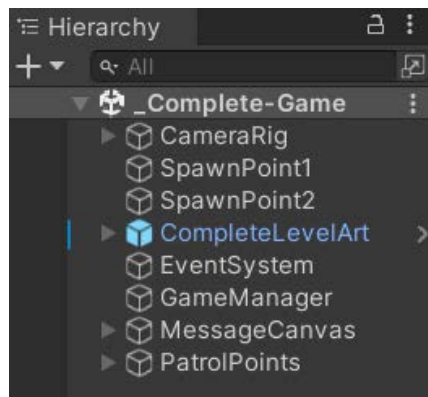 Hierarchy
All
_Complete-Game
CameraRig
SpawnPoint1
SpawnPoint2
CompleteLevelArt
EventSystem
GameManager
MessageCanvas
PatrolPoints